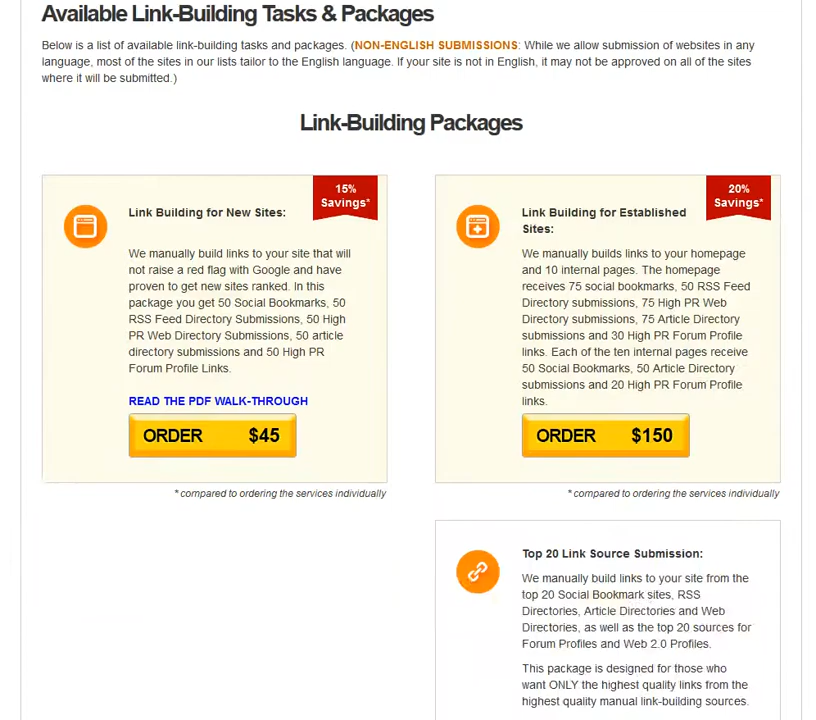 Available Link-Building Tasks & Packages
Below is a list of available link-building tasks and packages. (NON-ENGLISH SUBMISSIONS: While we allow submission of websites in any
language, most of the sites in our lists tailor to the English language. If your site is not in English, it may not be approved on all of the sites
where it will be submitted.)
Link-Building Packages
15%
Savings*
Link Building for New Sites:
We manually build links to your site that will
not raise a red flag with Google and have
proven to get new sites ranked. In this
package you get 50 Social Bookmarks, 50
RSS Feed Directory Submissions, 50 High
PR Web Directory Submissions, 50 article
directory submissions and 50 High PR
Forum Profile Links.
READ THE PDF WALK-THROUGH
ORDER $45
* compared to ordering the services individually
20%
Savings*
Link Building for Established
Sites:
We manually builds links to your homepage
and 10 internal pages. The homepage
receives 75 social bookmarks, 50 RSS Feed
Directory submissions, 75 High PR Web
Directory submissions, 75 Article Directory
submissions and 30 High PR Forum Profile
links. Each of the ten internal pages receive
50 Social Bookmarks, 50 Article Directory
submissions and 20 High PR Forum Profile
links.
ORDER $150
* compared to ordering the services individually
Top 20 Link Source Submission:
We manually build links to your site from the
top 20 Social Bookmark sites, RSS
Directories, Article Directories and Web
Directories, as well as the top 20 sources for
Forum Profiles and Web 2.0 Profiles.
This package is designed for those who
want ONLY the highest quality links from the
highest quality manual link-building sources.